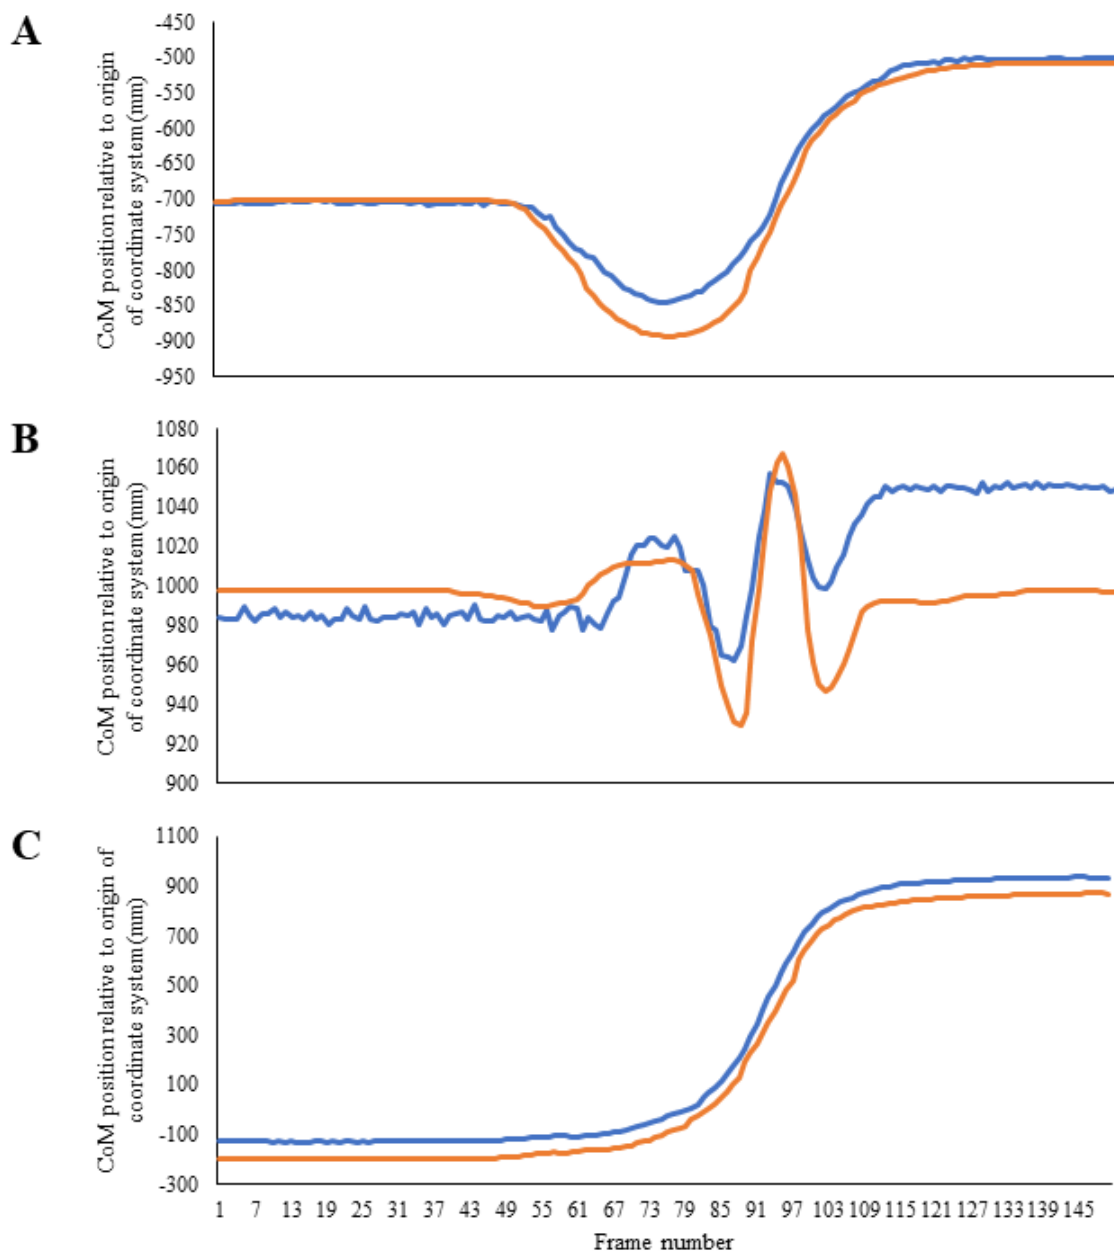 A
CoM position relative to origin
of coordinate system (mm)
-450
-500
-550
-600
-650
-700
-750
-800
-850
-900
-950
B
CoM position relative to origin
of coordinate system (mm)
1080
1060
1040
1020
1000
980
960
940
920
900
C
CoM position relative to origin of
coordinate system (mm)
1100
900
700
500
300
100
-100
-300
1 7 13 19 25 31 37 43 49 55 61 67 73 79 85 91 97 103 109 115 121 127 133 139 145
Frame number